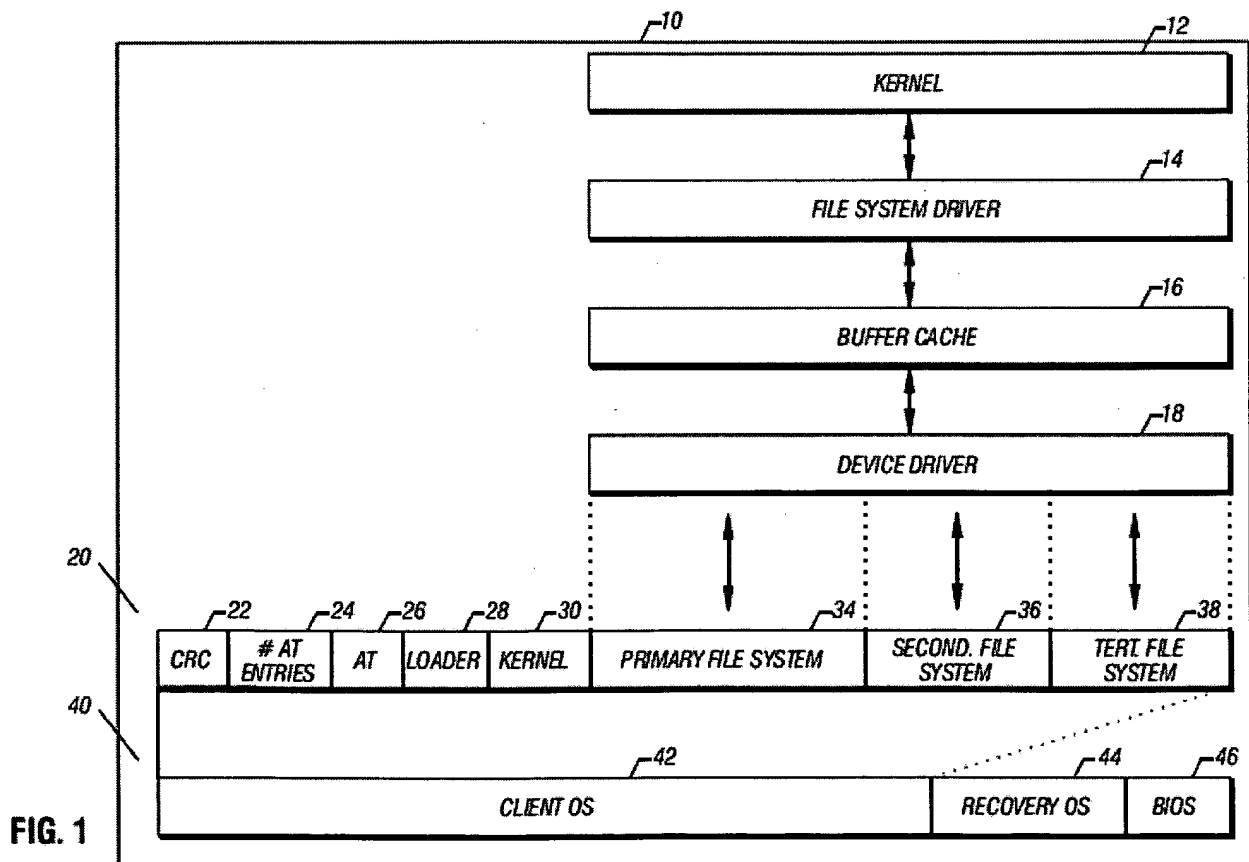 10
12
KERNEL
14
FILE SYSTEM DRIVER
16
BUFFER CACHE
18
DEVICE DRIVER
20
22
24
26
28
30
34
36
38
CRC
# AT
ENTRIES
AT
LOADER
KERNEL
PRIMARY FILE SYSTEM
SECOND. FILE
SYSTEM
TERT. FILE
SYSTEM
40
42
44
46
CLIENT OS
RECOVERY OS
BIOS
FIG. 1